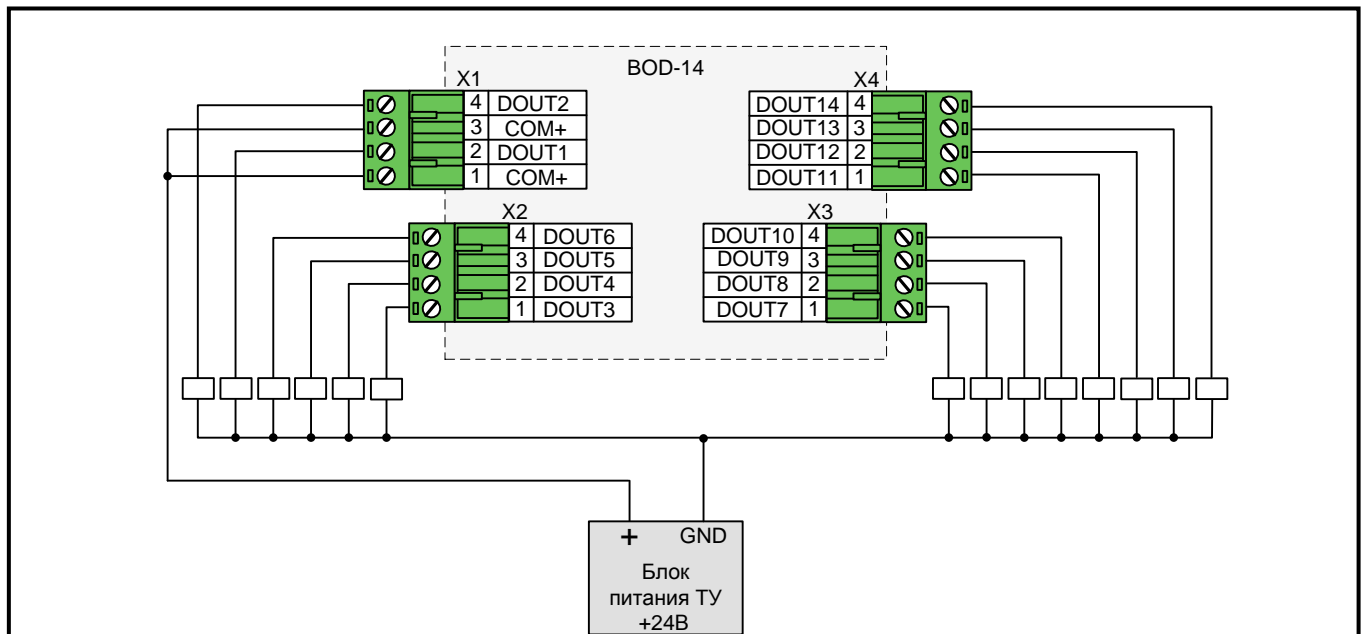 BOD-14
X1
4 DOUT2
3 COM+
2 DOUT1
1 COM+
X2
4 DOUT6
3 DOUT5
2 DOUT4
1 DOUT3
X4
DOUT14 4
DOUT13 3
DOUT12 2
DOUT11 1
X3
DOUT10 4
DOUT9 3
DOUT8 2
DOUT7 1
+ GND
Блок
питания ТУ
+24В